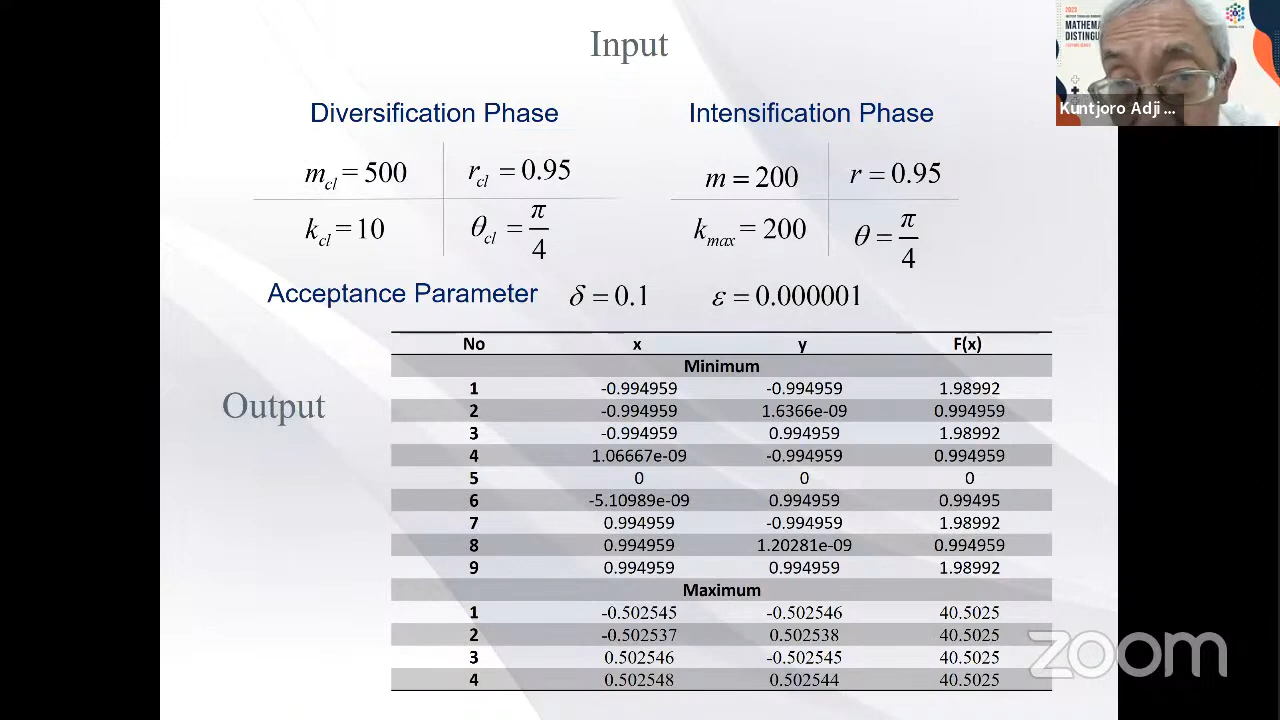 Input
Diversification Phase
m_cl = 500
r_cl = 0.95
k_cl = 10
θ_cl = π/4
Intensification Phase
m = 200
r = 0.95
k_max = 200
θ = π/4
Acceptance Parameter δ = 0.1 ε = 0.000001
Output
No x y F(x)
Minimum
1 -0.994959 -0.994959 1.98992
2 -0.994959 1.6366e-09 0.994959
3 -0.994959 0.994959 1.98992
4 1.06667e-09 -0.994959 0.994959
5 0 0 0
6 -5.10989e-09 0.994959 0.99495
7 0.994959 -0.994959 1.98992
8 0.994959 1.20281e-09 0.994959
9 0.994959 0.994959 1.98992
Maximum
1 -0.502545 -0.502546 40.5025
2 -0.502537 0.502538 40.5025
3 0.502546 -0.502545 40.5025
4 0.502548 0.502544 40.5025
2023
MATHEMA
DISTINGU
Kuntjoro Adji ...
zoom